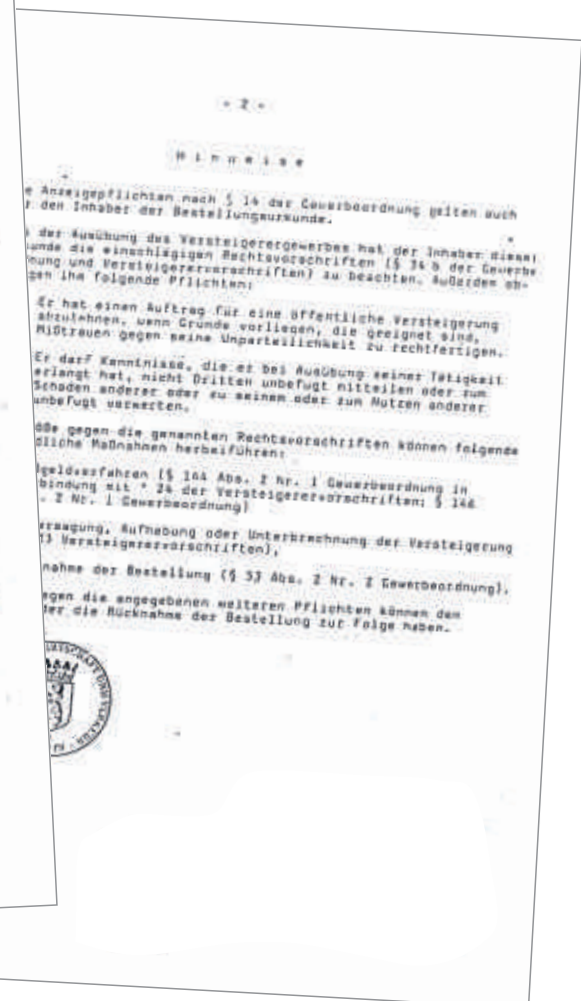 - 2 -
H i n w e i s e
e Anzeigepflichten nach § 14 der Gewerbeordnung gelten auch
r den Inhaber der Bestellungsurkunde.
der Ausübung des Versteigerergewerbes hat der Inhaber dieser
unde die einschlägigen Rechtsvorschriften (§ 34 b der Gewerbe
nung und Versteigerervorschriften) zu beachten. Außerdem ob-
gen ihm folgende Pflichten:
Er hat einen Auftrag für eine öffentliche Versteigerung
abzulehnen, wenn Gründe vorliegen, die geeignet sind,
Mißtrauen gegen seine Unparteilichkeit zu rechtfertigen.
Er darf Kenntnisse, die er bei Ausübung seiner Tätigkeit
erlangt hat, nicht Dritten unbefugt mitteilen oder zum
Schaden anderer oder zu seinem oder zum Nutzen anderer
unbefugt verwerten.
öße gegen die genannten Rechtsvorschriften können folgende
dliche Maßnahmen herbeiführen:
geldverfahren (§ 144 Abs. 2 Nr. 1 Gewerbeordnung in
bindung mit * 24 der Versteigerervorschriften; § 146
. 2 Nr. 1 Gewerbeordnung)
ersagung, Aufhebung oder Unterbrechnung der Versteigerung
13 Versteigerervorschriften),
nahme der Bestellung (§ 53 Abs. 2 Nr. 2 Gewerbeordnung),
egen die angegebenen weiteren Pflichten können dem
der die Rücknahme der Bestellung zur Folge haben.
RTSCHAFT UND